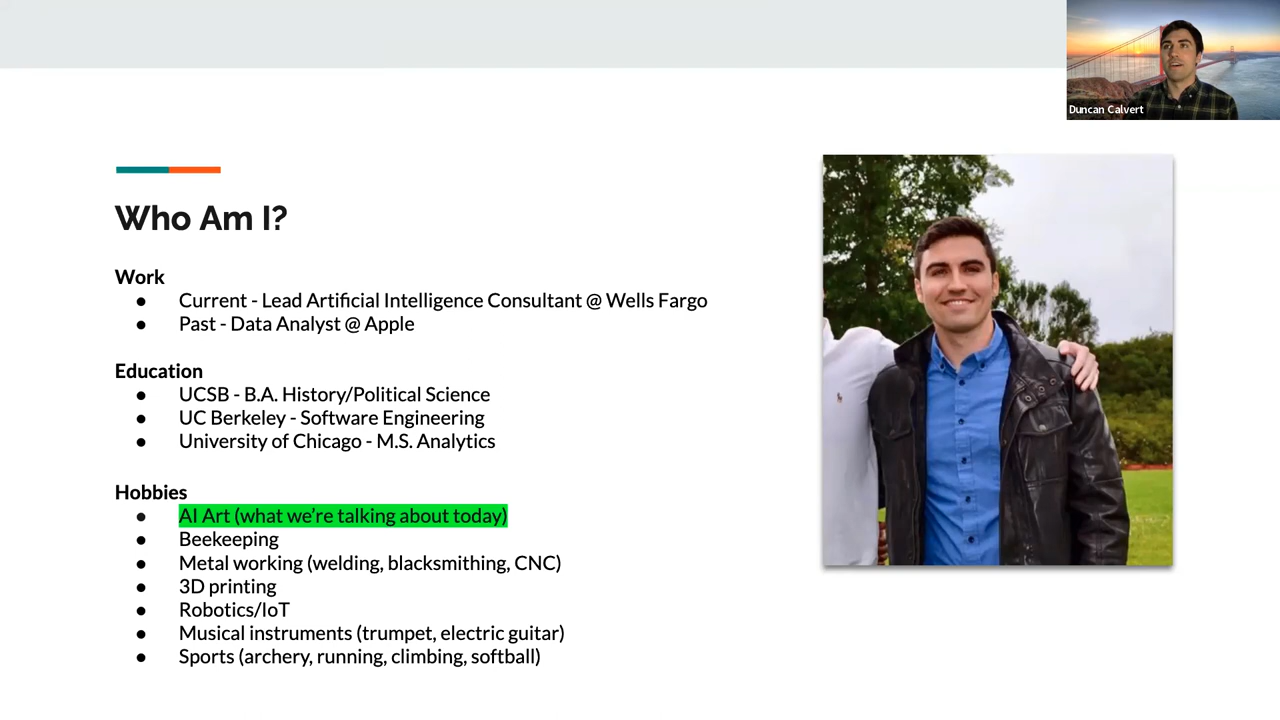 Duncan Calvert
Who Am I?
Work
● Current - Lead Artificial Intelligence Consultant @ Wells Fargo
● Past - Data Analyst @ Apple
Education
● UCSB - B.A. History/Political Science
● UC Berkeley - Software Engineering
● University of Chicago - M.S. Analytics
Hobbies
● AI Art (what we’re talking about today)
● Beekeeping
● Metal working (welding, blacksmithing, CNC)
● 3D printing
● Robotics/IoT
● Musical instruments (trumpet, electric guitar)
● Sports (archery, running, climbing, softball)